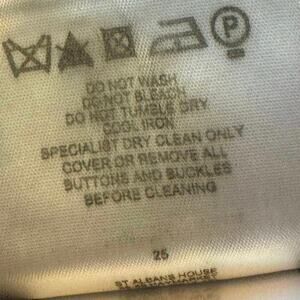 P
DO NOT WASH
DO NOT BLEACH
DO NOT TUMBLE DRY
COOL IRON
SPECIALIST DRY CLEAN ONLY
COVER OR REMOVE ALL
BUTTONS AND BUCKLES
BEFORE CLEANING
25
ST ALBANS HOUSE